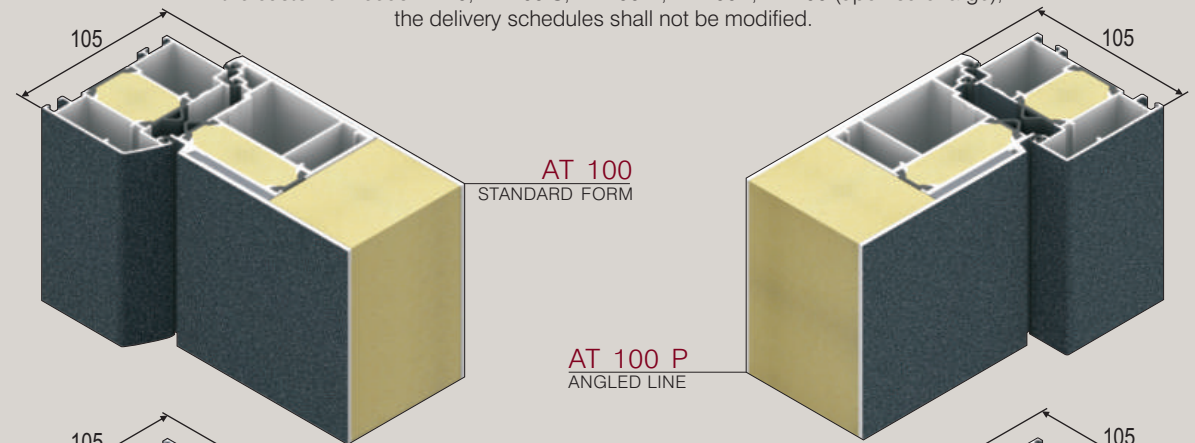 the delivery schedules shall not be modified.
105
105
AT 100
STANDARD FORM
AT 100 P
ANGLED LINE
105
105